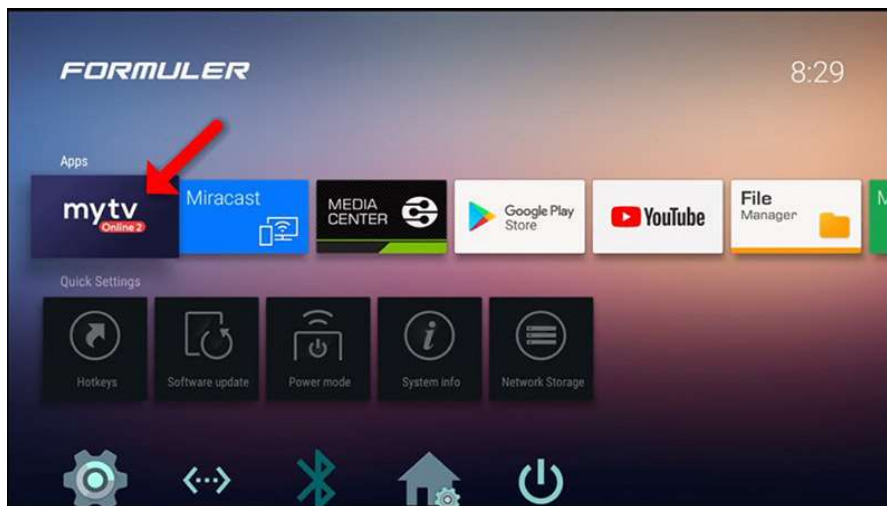 FORMULER
8:29
Apps
mytv
Online 2
Miracast
MEDIA
CENTER
Google Play
Store
YouTube
File
Manager
M
Quick Settings
Hotkeys
Software update
Power mode
System info
Network Storage